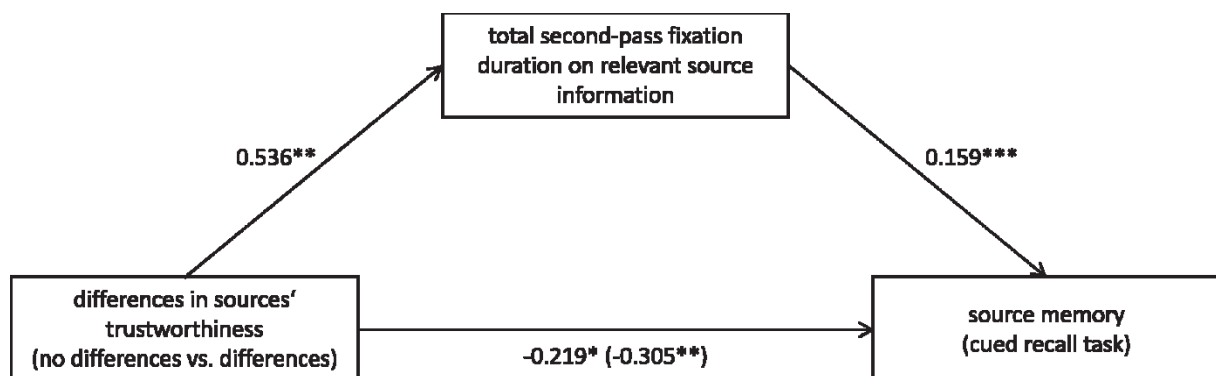 total second-pass fixation
duration on relevant source
information
0.536**
0.159***
differences in sources‘
trustworthiness
(no differences vs. differences)
-0.219* (-0.305**)
source memory
(cued recall task)